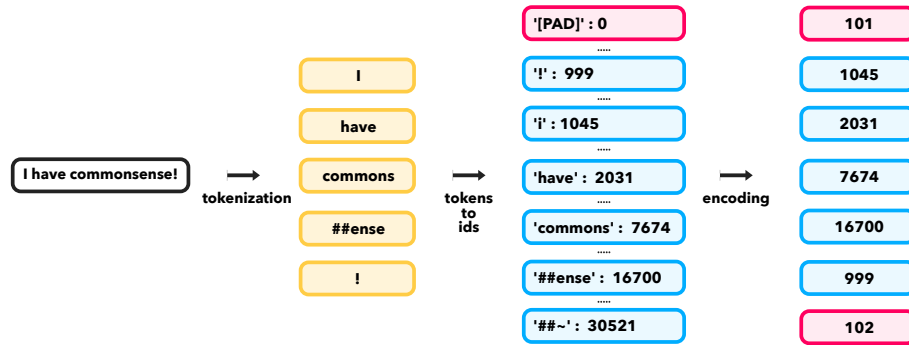 I have commonsense!
tokenization
I
have
commons
##ense
!
tokens
to
ids
'[PAD]' : 0
.....
'!' : 999
.....
'i' : 1045
.....
'have' : 2031
.....
'commons' : 7674
.....
'##ense' : 16700
.....
'##~' : 30521
encoding
101
1045
2031
7674
16700
999
102